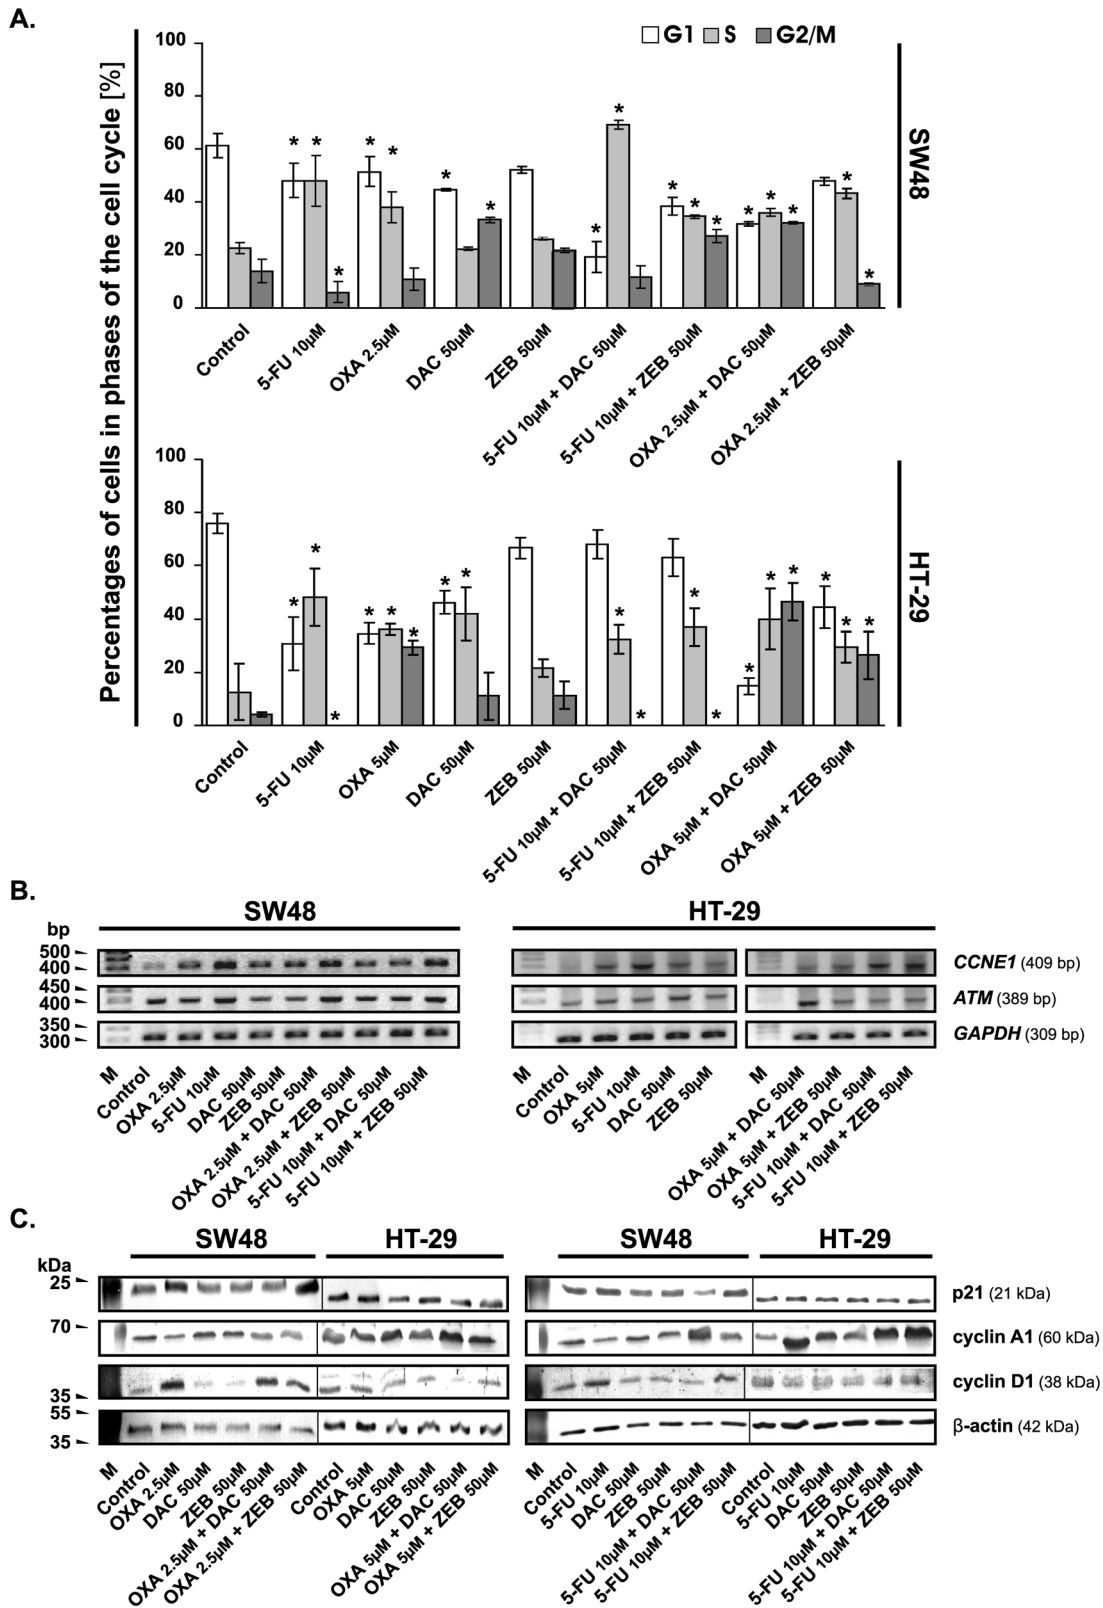 A.
G1 S G2/M
Percentages of cells in phases of the cell cycle [%]
100
80
60
40
20
0
* * * * * * * * * * * * * * * * * * *
SW48
Control
5-FU 10µM
OXA 2.5µM
DAC 50µM
ZEB 50µM
5-FU 10µM + DAC 50µM
5-FU 10µM + ZEB 50µM
OXA 2.5µM + DAC 50µM
OXA 2.5µM + ZEB 50µM
100
80
60
40
20
0
* * * * * * * * * * * * * * * * * *
HT-29
Control
5-FU 10µM
OXA 5µM
DAC 50µM
ZEB 50µM
5-FU 10µM + DAC 50µM
5-FU 10µM + ZEB 50µM
OXA 5µM + DAC 50µM
OXA 5µM + ZEB 50µM
B.
SW48
HT-29
bp
500
400
CCNE1 (409 bp)
450
400
ATM (389 bp)
350
300
GAPDH (309 bp)
M
Control
OXA 2.5µM
5-FU 10µM
DAC 50µM
ZEB 50µM
OXA 2.5µM + DAC 50µM
OXA 2.5µM + ZEB 50µM
5-FU 10µM + DAC 50µM
5-FU 10µM + ZEB 50µM
M
Control
OXA 5µM
5-FU 10µM
DAC 50µM
ZEB 50µM
M
OXA 5µM + DAC 50µM
OXA 5µM + ZEB 50µM
5-FU 10µM + DAC 50µM
5-FU 10µM + ZEB 50µM
C.
SW48
HT-29
SW48
HT-29
kDa
25
p21 (21 kDa)
70
cyclin A1 (60 kDa)
35
cyclin D1 (38 kDa)
55
35
β-actin (42 kDa)
M
Control
OXA 2.5µM
DAC 50µM
ZEB 50µM
OXA 2.5µM + DAC 50µM
OXA 2.5µM + ZEB 50µM
Control
OXA 5µM
DAC 50µM
ZEB 50µM
OXA 5µM + DAC 50µM
OXA 5µM + ZEB 50µM
M
Control
5-FU 10µM
DAC 50µM
ZEB 50µM
5-FU 10µM + DAC 50µM
5-FU 10µM + ZEB 50µM
Control
5-FU 10µM
DAC 50µM
ZEB 50µM
5-FU 10µM + DAC 50µM
5-FU 10µM + ZEB 50µM